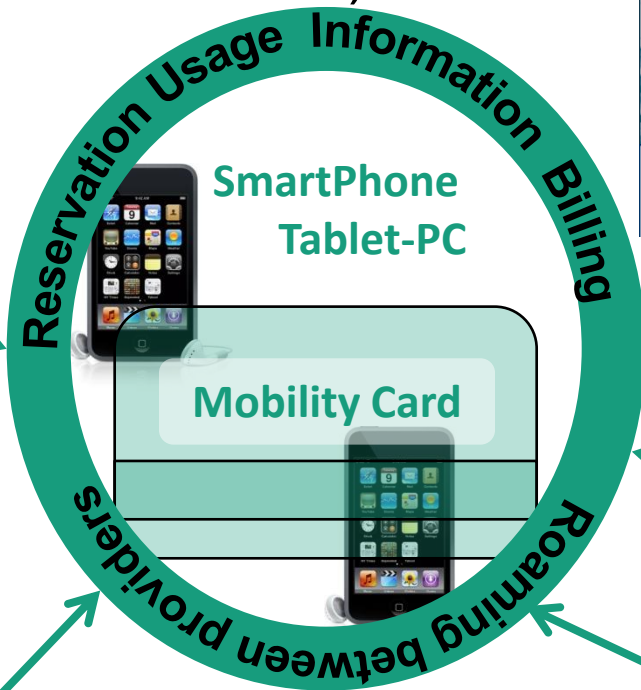 Reservation Usage Information Billing
SmartPhone
Tablet-PC
Mobility Card
Roaming between providers